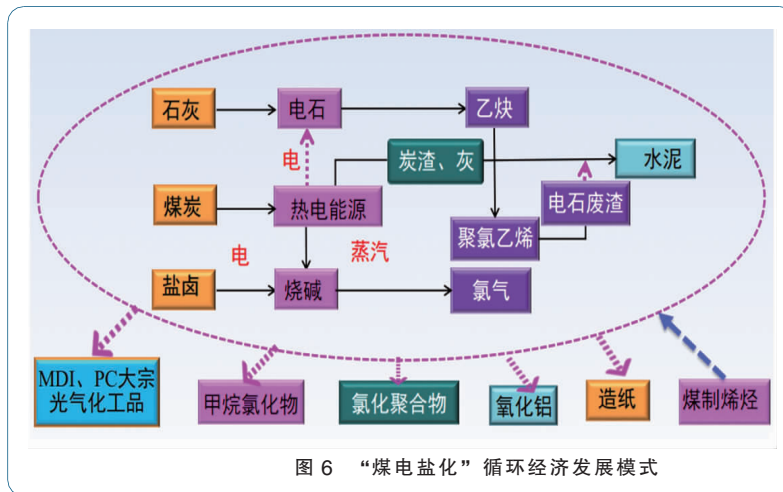 石灰
电石
乙炔
电
炭渣、灰
水泥
煤炭
热电能源
电石废渣
聚氯乙烯
电
蒸汽
盐卤
烧碱
氯气
MDI、PC大宗
光气化工品
甲烷氯化物
氯化聚合物
氧化铝
造纸
煤制烯烃
图 6 “煤电盐化”循环经济发展模式